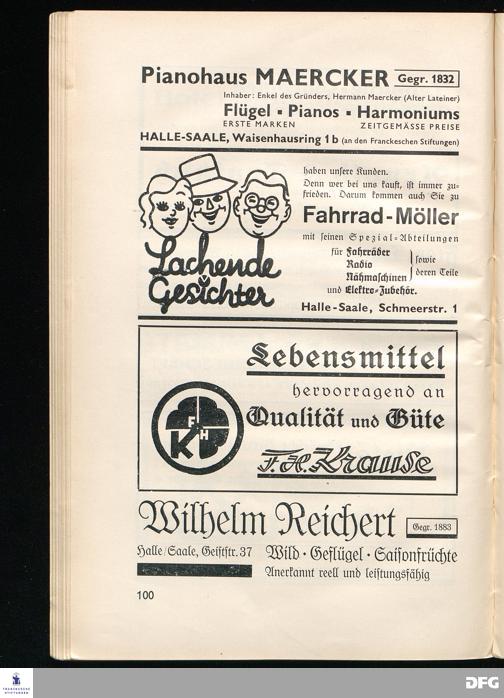 Pianohaus MAERCKER Gegr. 1832
Inhaber: Enkel des Gründers, Hermann Maercker (Alter Lateiner)
Flügel • Pianos • Harmoniums
ERSTE MARKEN ZEITGEMÄSSE PREISE
HALLE-SAALE, Waisenhausring 1b (an den Franckeschen Stiftungen)
Lachende
Gesichter
haben unsere Kunden.
Denn wer bei uns kauft, ist immer zu-
frieden. Darum kommen auch Sie zu
Fahrrad-Möller
mit seinen Spezial-Abteilungen
für Fahrräder
Radio
Nähmaschinen
sowie
deren Teile
und Elektro-Zubehör.
Halle-Saale, Schmeerstr. 1
Lebensmittel
hervorragend an
Qualität und Güte
F.H. Krause
F
K H
Wilhelm Reichert Gegr. 1883
Halle/Saale, Geiststr. 37 Wild · Geflügel · Saisonfrüchte
Anerkannt reell und leistungsfähig
100
FRANCKESCHE
STIFTUNGEN
DFG